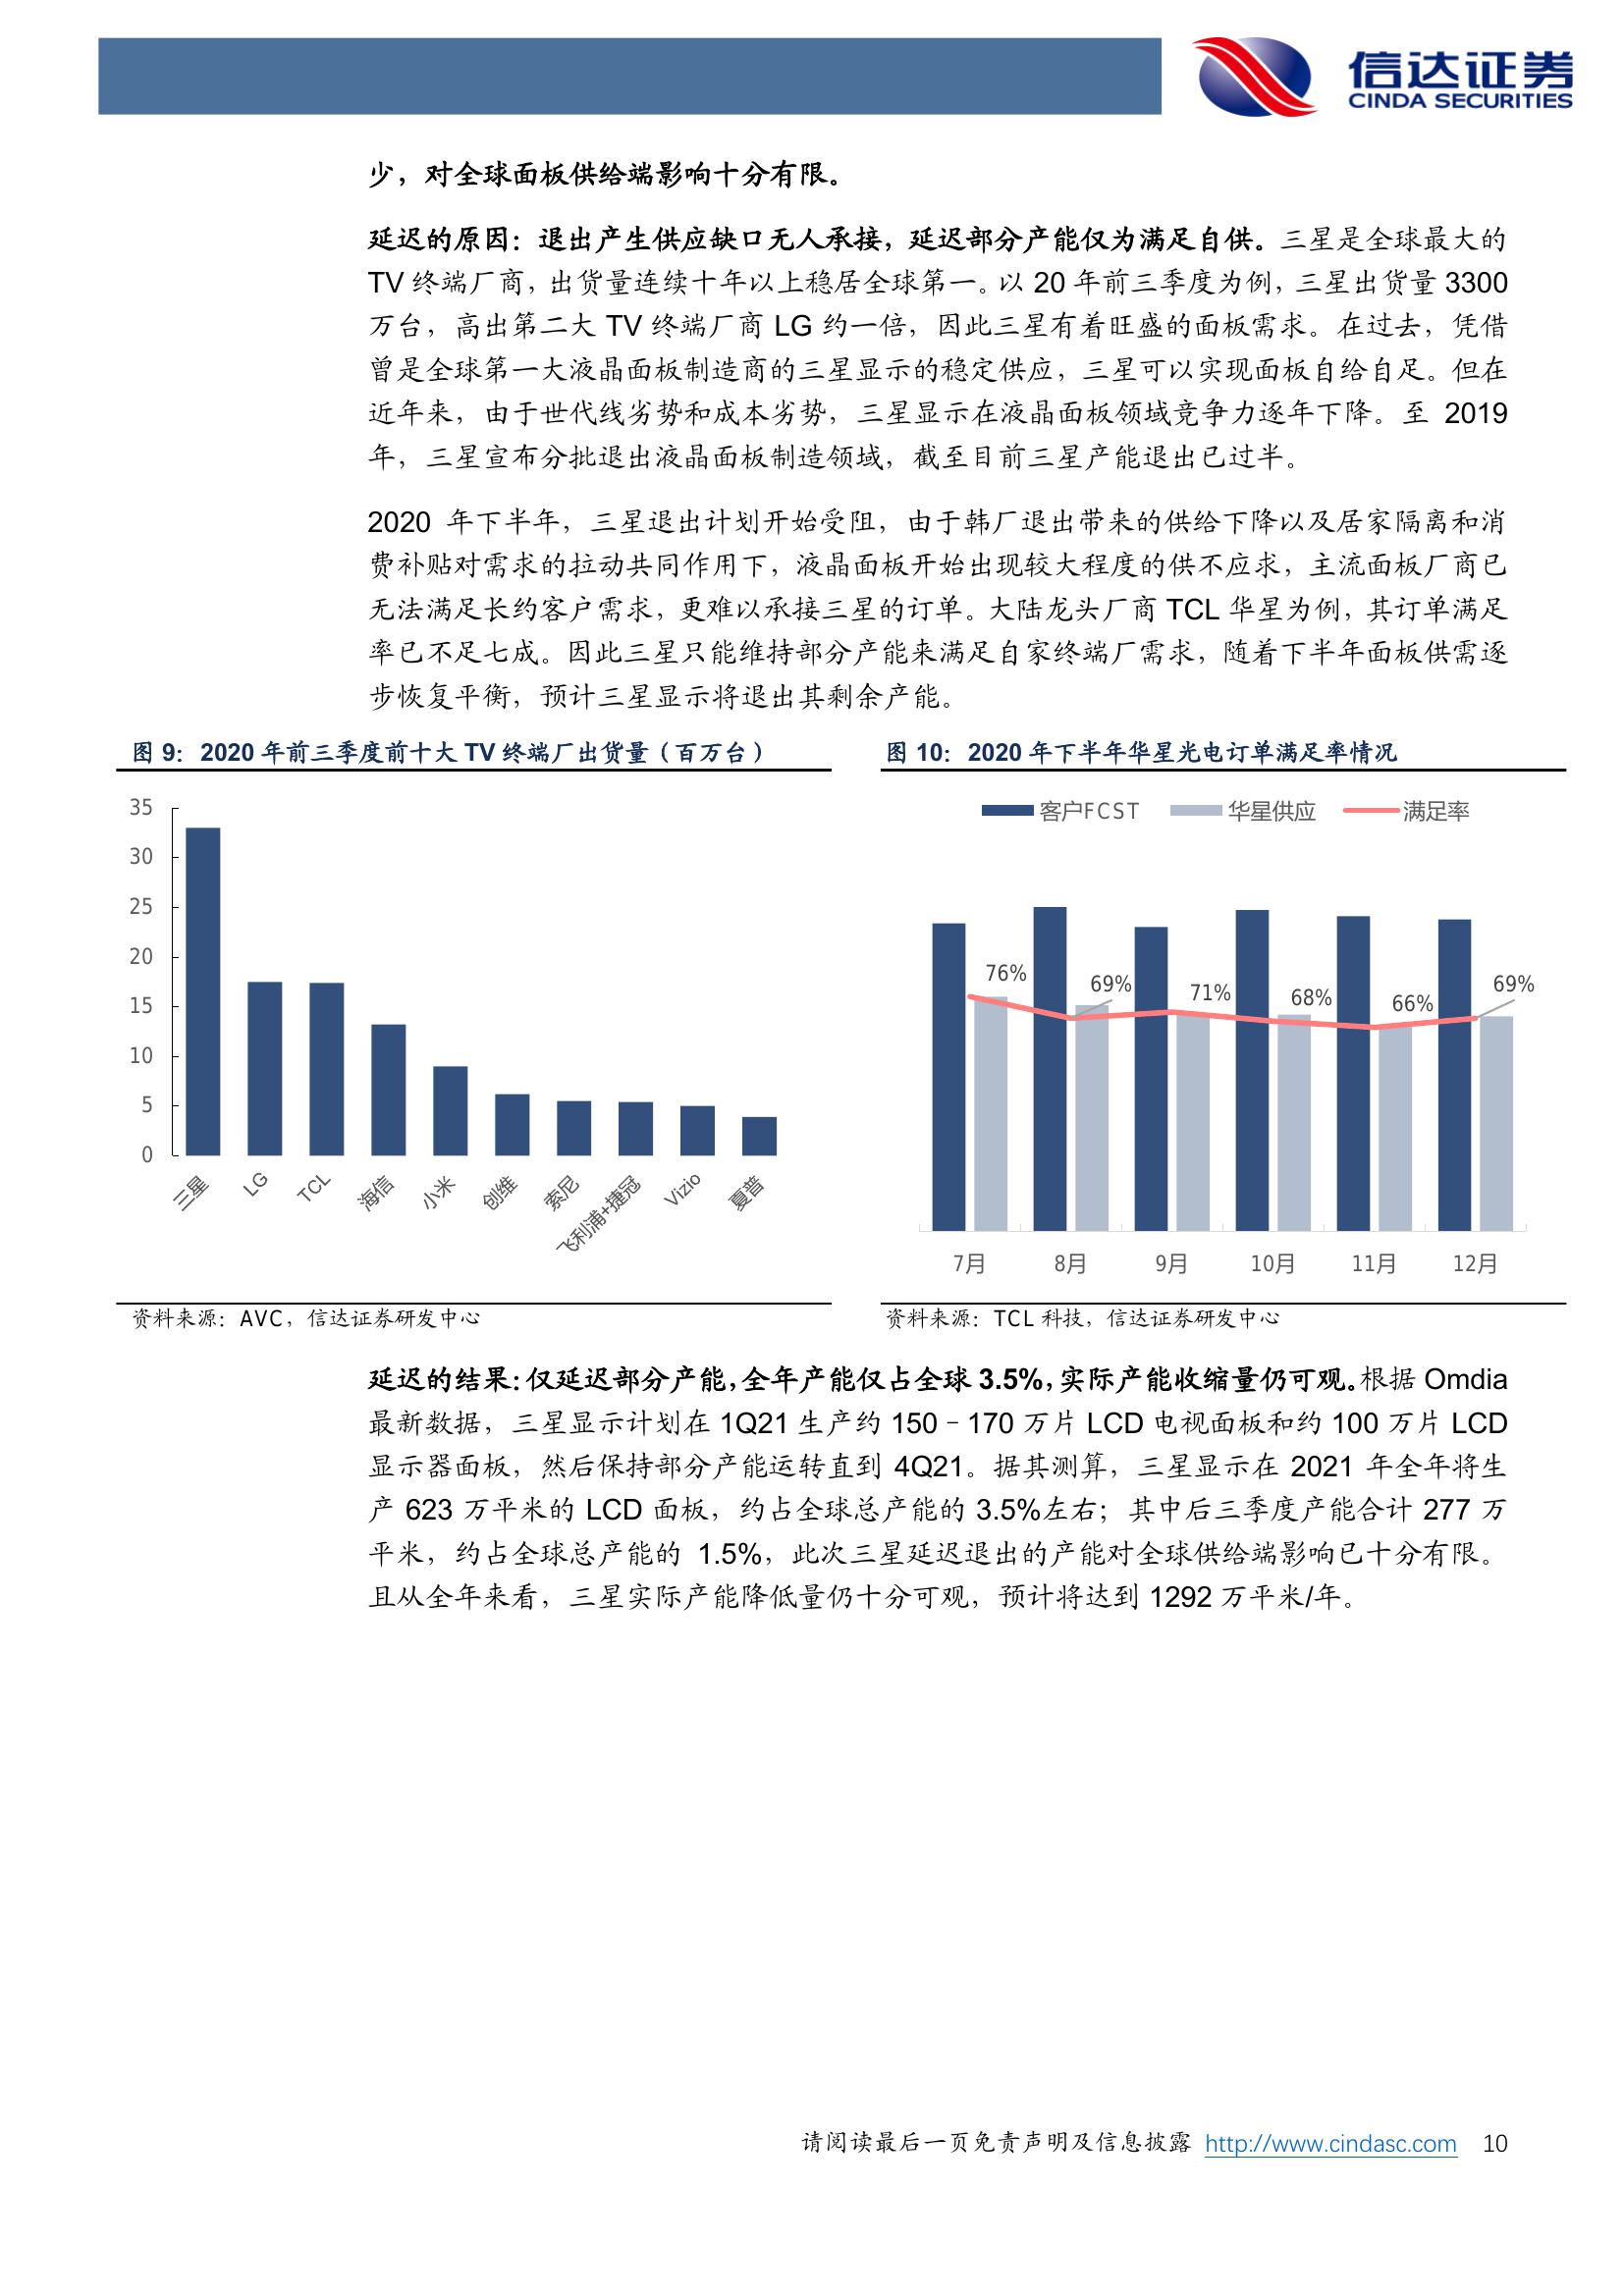 信达证券
CINDA SECURITIES
少，对全球面板供给端影响十分有限。
延迟的原因：退出产生供应缺口无人承接，延迟部分产能仅为满足自供。三星是全球最大的
TV 终端厂商，出货量连续十年以上稳居全球第一。以 20 年前三季度为例，三星出货量 3300
万台，高出第二大 TV 终端厂商 LG 约一倍，因此三星有着旺盛的面板需求。在过去，凭借
曾是全球第一大液晶面板制造商的三星显示的稳定供应，三星可以实现面板自给自足。但在
近年来，由于世代线劣势和成本劣势，三星显示在液晶面板领域竞争力逐年下降。至 2019
年，三星宣布分批退出液晶面板制造领域，截至目前三星产能退出已过半。
2020 年下半年，三星退出计划开始受阻，由于韩厂退出带来的供给下降以及居家隔离和消
费补贴对需求的拉动共同作用下，液晶面板开始出现较大程度的供不应求，主流面板厂商已
无法满足长约客户需求，更难以承接三星的订单。大陆龙头厂商 TCL 华星为例，其订单满足
率已不足七成。因此三星只能维持部分产能来满足自家终端厂需求，随着下半年面板供需逐
步恢复平衡，预计三星显示将退出其剩余产能。
图 9：2020 年前三季度前十大 TV 终端厂出货量（百万台）
35
30
25
20
15
10
5
0
三星
LG
TCL
海信
小米
创维
索尼
飞利浦+捷冠
Vizio
夏普
资料来源：AVC，信达证券研发中心
图 10：2020 年下半年华星光电订单满足率情况
客户FCST 华星供应 满足率
76%
69%
71%
68%
66%
69%
7月 8月 9月 10月 11月 12月
资料来源：TCL 科技，信达证券研发中心
延迟的结果：仅延迟部分产能，全年产能仅占全球 3.5%，实际产能收缩量仍可观。根据 Omdia
最新数据，三星显示计划在 1Q21 生产约 150－170 万片 LCD 电视面板和约 100 万片 LCD
显示器面板，然后保持部分产能运转直到 4Q21。据其测算，三星显示在 2021 年全年将生
产 623 万平米的 LCD 面板，约占全球总产能的 3.5%左右；其中后三季度产能合计 277 万
平米，约占全球总产能的 1.5%，此次三星延迟退出的产能对全球供给端影响已十分有限。
且从全年来看，三星实际产能降低量仍十分可观，预计将达到 1292 万平米/年。
请阅读最后一页免责声明及信息披露 http://www.cindasc.com 10